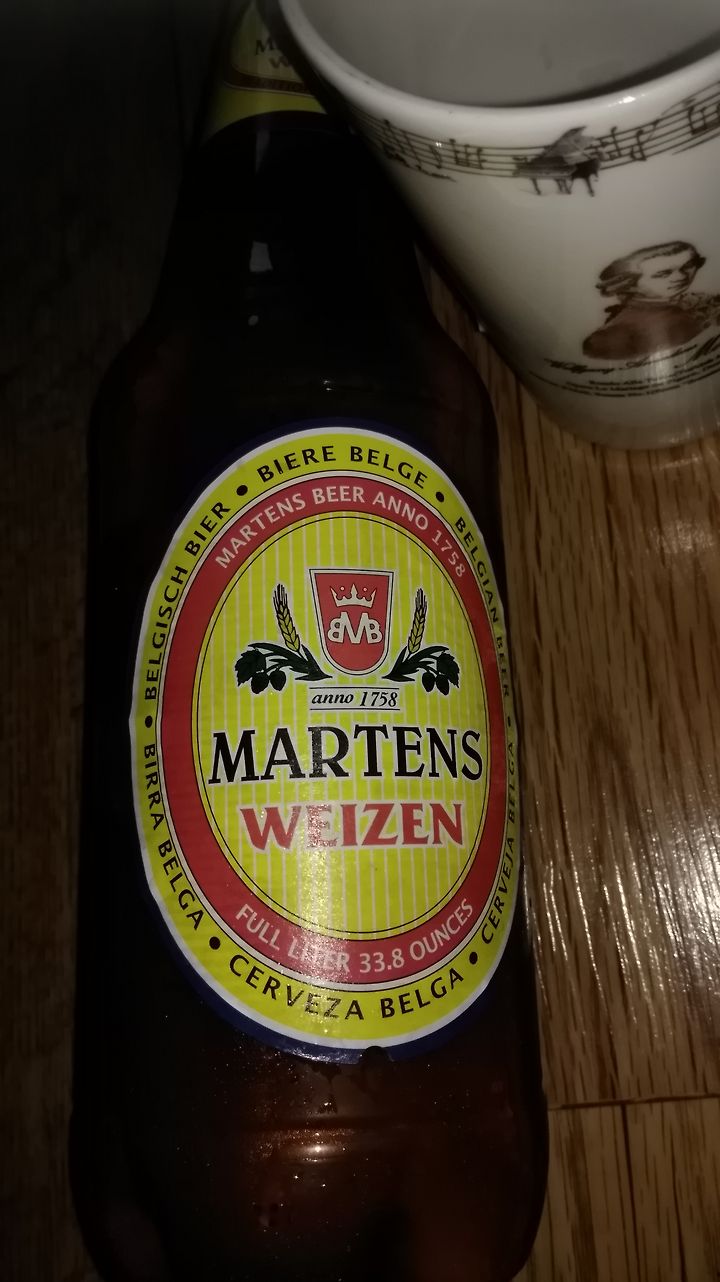 BELGISCH BIER • BIERE BELGE • BELGIAN BEER • CERVEJA BELGA • CERVEZA BELGA • BIRRA BELGA •
MARTENS BEER ANNO 1758
BMB
anno 1758
MARTENS
WEIZEN
FULL LITER 33.8 OUNCES